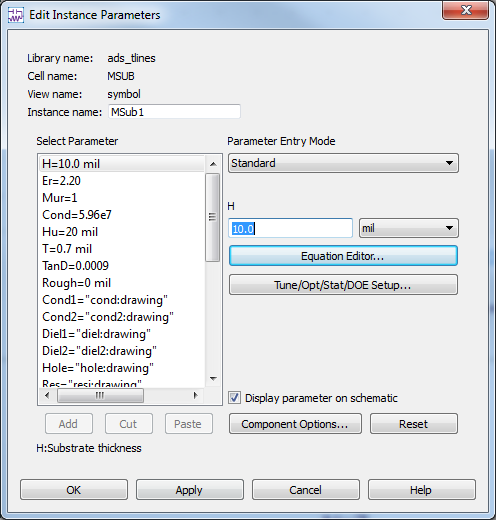 Edit Instance Parameters
Library name: ads_tlines
Cell name: MSUB
View name: symbol
Instance name: MSub1
Select Parameter
H=10.0 mil
Er=2.20
Mur=1
Cond=5.96e7
Hu=20 mil
T=0.7 mil
TanD=0.0009
Rough=0 mil
Cond1="cond:drawing"
Cond2="cond2:drawing"
Diel1="diel:drawing"
Diel2="diel2:drawing"
Hole="hole:drawing"
Res="resi:drawing"
Parameter Entry Mode
Standard
H
10.0 mil
Equation Editor...
Tune/Opt/Stat/DOE Setup...
Display parameter on schematic
Add Cut Paste Component Options... Reset
H:Substrate thickness
OK Apply Cancel Help